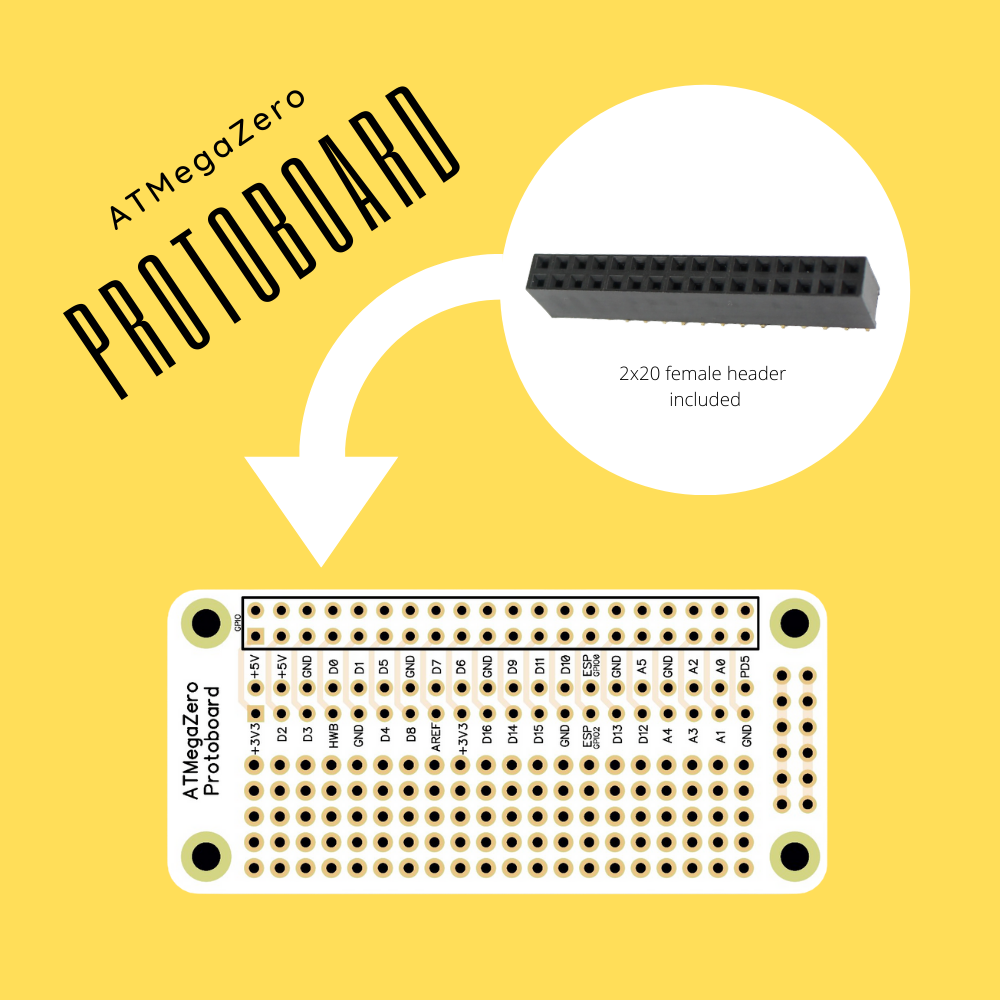 ATMegaZero
PROTOBOARD
2x20 female header
included
GPIO
+5V +5V GND D0 D1 D5 GND D7 D6 GND D9 D11 D10 ESP GPIO0 GND A5 GND A2 A0 PD5
+3V3 D2 D3 HWB GND D4 D8 AREF +3V3 D16 D14 D15 GND ESP GPIO2 D13 D12 A4 A3 A1 GND
ATMegaZero
Protoboard